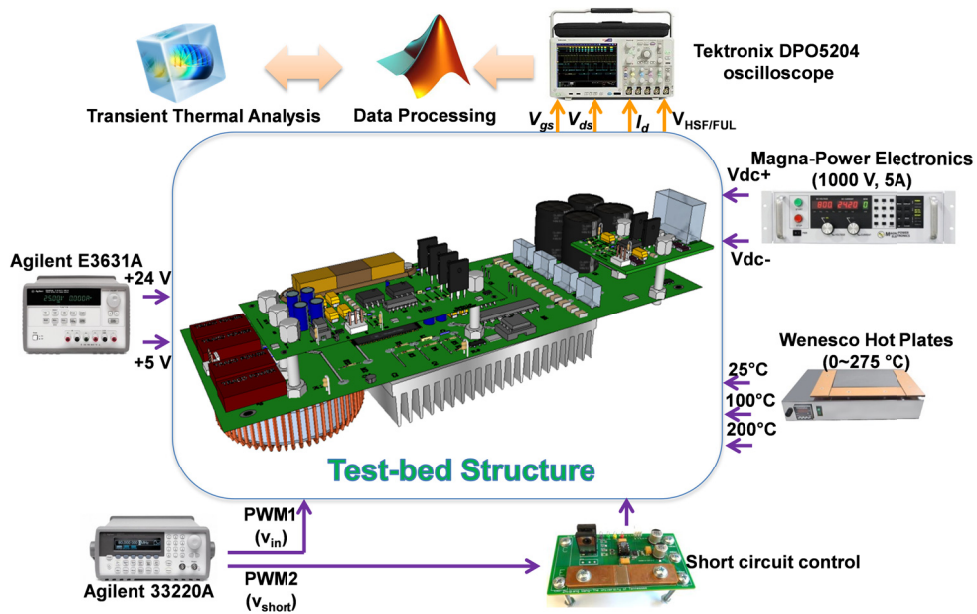 Tektronix DPO5204
oscilloscope
Transient Thermal Analysis
Data Processing
Vgs
Vds
Id
VHSF/FUL
Magna-Power Electronics
(1000 V, 5A)
Vdc+
Vdc-
Agilent E3631A
+24 V
+5 V
Wenesco Hot Plates
(0~275 °C)
25°C
100°C
200°C
Test-bed Structure
PWM1
(vin)
PWM2
(vshort)
Agilent 33220A
Short circuit control